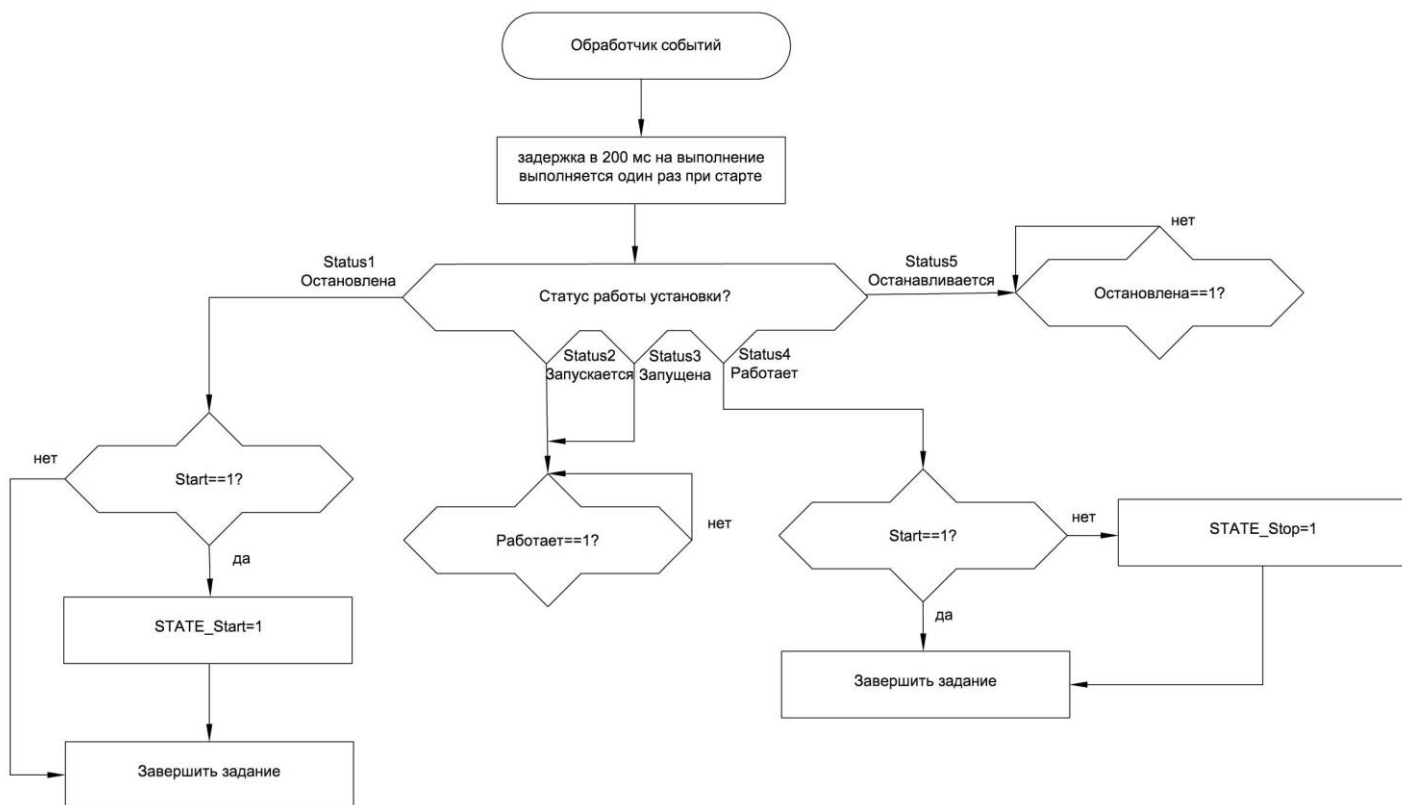 Обработчик событий
задержка в 200 мс на выполнение
выполняется один раз при старте
Status1
Остановлена
Статус работы установки?
Status5
Останавливается
нет
Остановлена==1?
Status2
Запускается
Status3
Запущена
Status4
Работает
нет
Start==1?
да
STATE_Start=1
Завершить задание
Работает==1?
нет
Start==1?
нет
STATE_Stop=1
да
Завершить задание